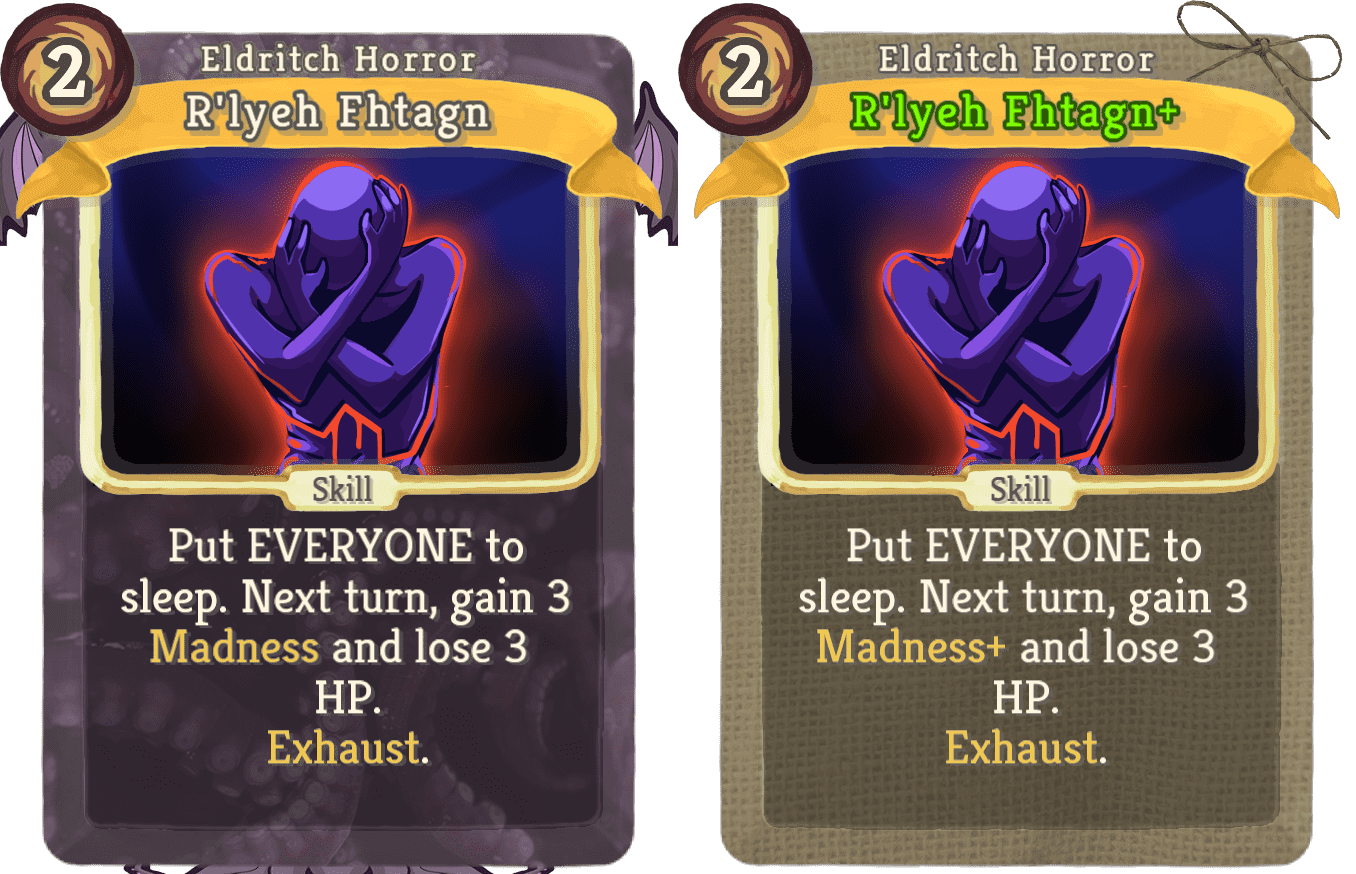 2
Eldritch Horror
R'lyeh Fhtagn
Skill
Put EVERYONE to
sleep. Next turn, gain 3
Madness and lose 3
HP.
Exhaust.
2
Eldritch Horror
R'lyeh Fhtagn+
Skill
Put EVERYONE to
sleep. Next turn, gain 3
Madness+ and lose 3
HP.
Exhaust.